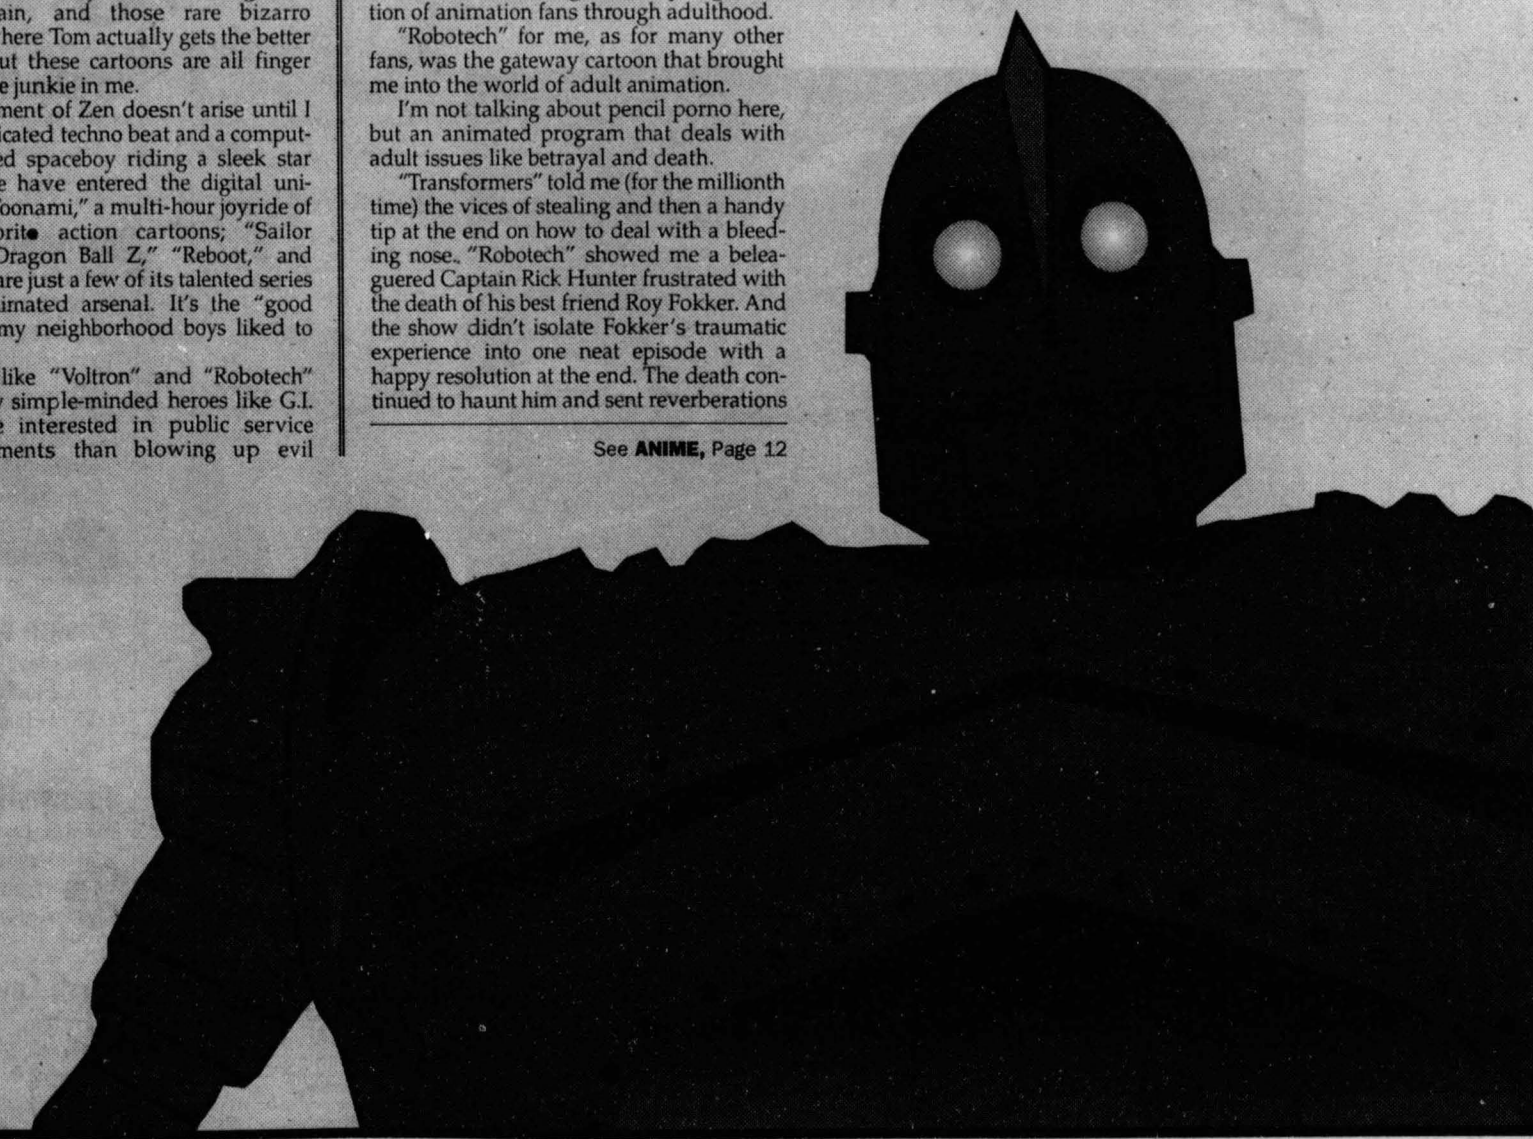 ain, and those rare bizarro
here Tom actually gets the better
ut these cartoons are all finger
e junkie in me.
ment of Zen doesn't arise until I
icated techno beat and a comput-
ed spaceboy riding a sleek star
e have entered the digital uni-
oonami," a multi-hour joyride of
orite action cartoons; "Sailor
Dragon Ball Z," "Reboot," and
are just a few of its talented series
imated arsenal. It's the "good
my neighborhood boys liked to
like "Voltron" and "Robotech"
y simple-minded heroes like G.I.
e interested in public service
ments than blowing up evil
tion of animation fans through adulthood.
"Robotech" for me, as for many other
fans, was the gateway cartoon that brought
me into the world of adult animation.
I'm not talking about pencil porno here,
but an animated program that deals with
adult issues like betrayal and death.
"Transformers" told me (for the millionth
time) the vices of stealing and then a handy
tip at the end on how to deal with a bleed-
ing nose. "Robotech" showed me a belea-
guered Captain Rick Hunter frustrated with
the death of his best friend Roy Fokker. And
the show didn't isolate Fokker's traumatic
experience into one neat episode with a
happy resolution at the end. The death con-
tinued to haunt him and sent reverberations
See ANIME, Page 12